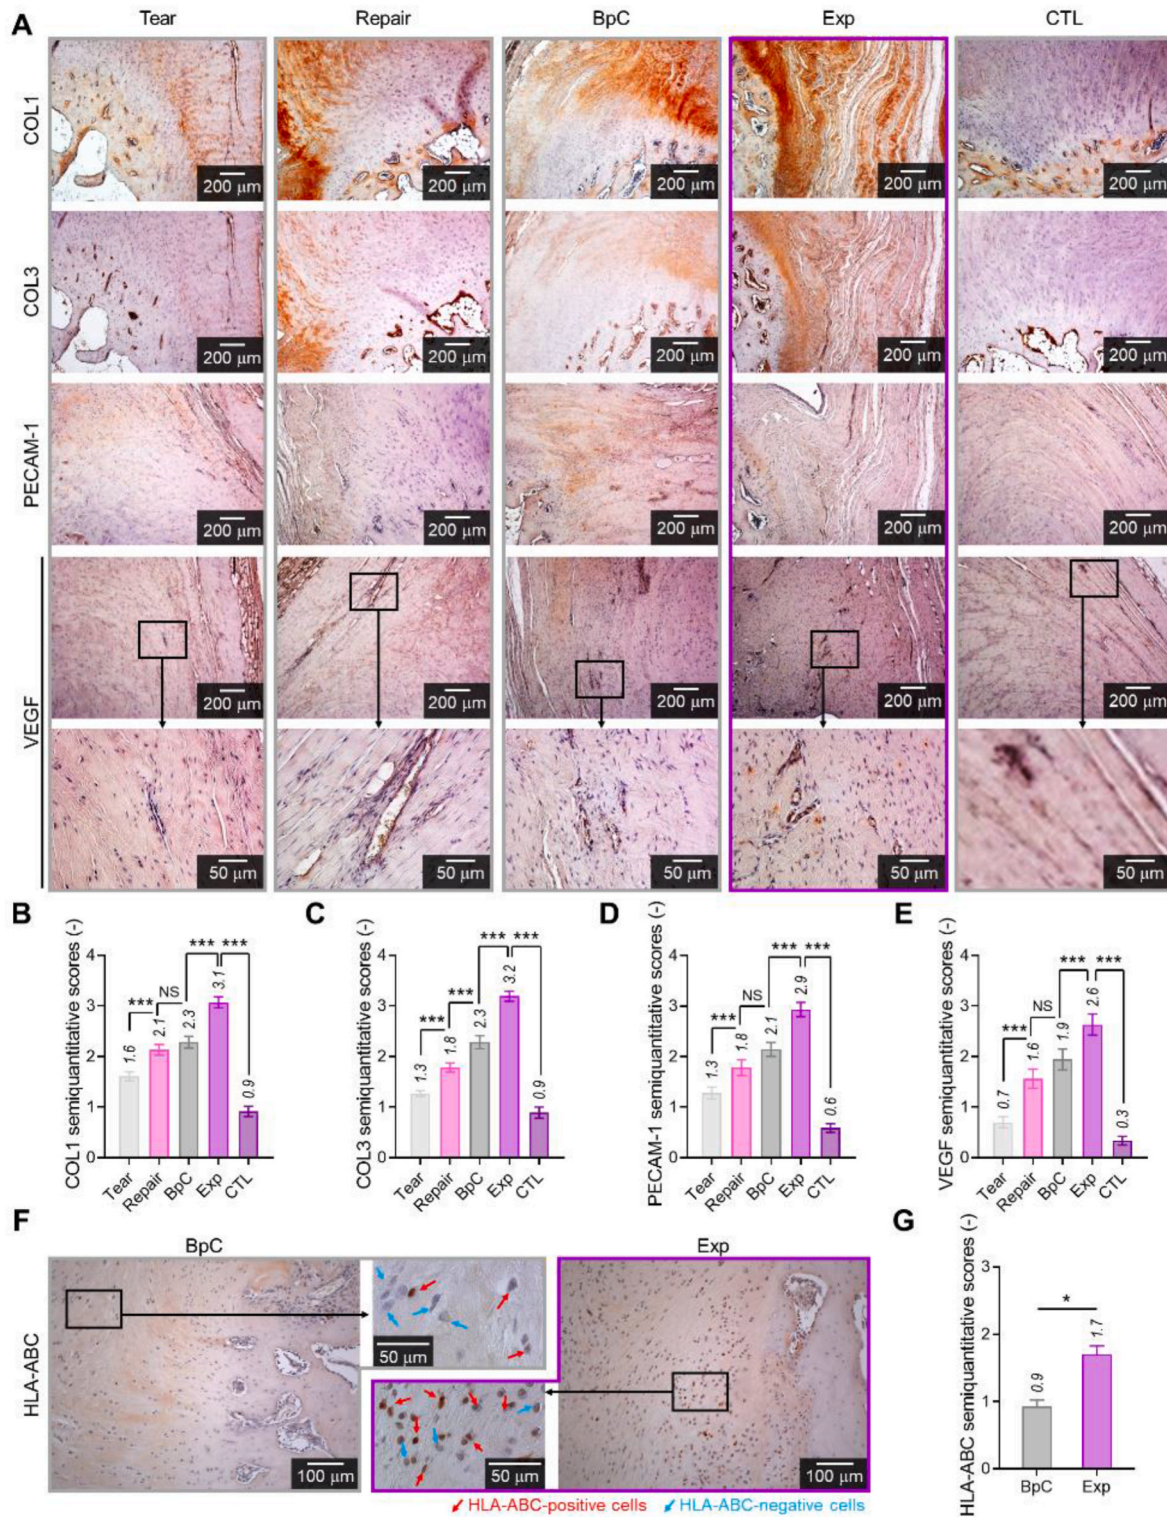 A
Tear Repair BpC Exp CTL
COL1
200 μm 200 μm 200 μm 200 μm 200 μm
COL3
200 μm 200 μm 200 μm 200 μm 200 μm
PECAM-1
200 μm 200 μm 200 μm 200 μm 200 μm
VEGF
200 μm 200 μm 200 μm 200 μm 200 μm
50 μm 50 μm 50 μm 50 μm 50 μm
B
COL1 semiquantitative scores (-)
4
3
2
1
0
*** NS *** ***
1.6 2.1 2.3 3.1 0.9
Tear Repair BpC Exp CTL
C
COL3 semiquantitative scores (-)
4
3
2
1
0
*** *** *** ***
1.3 1.8 2.3 3.2 0.9
Tear Repair BpC Exp CTL
D
PECAM-1 semiquantitative scores (-)
4
3
2
1
0
*** NS *** ***
1.3 1.8 2.1 2.9 0.6
Tear Repair BpC Exp CTL
E
VEGF semiquantitative scores (-)
4
3
2
1
0
*** NS *** ***
0.7 1.6 1.9 2.6 0.3
Tear Repair BpC Exp CTL
F
BpC Exp
HLA-ABC
100 μm 50 μm 50 μm 100 μm
HLA-ABC-positive cells HLA-ABC-negative cells
G
HLA-ABC semiquantitative scores (-)
3
2
1
0
*
0.9 1.7
BpC Exp